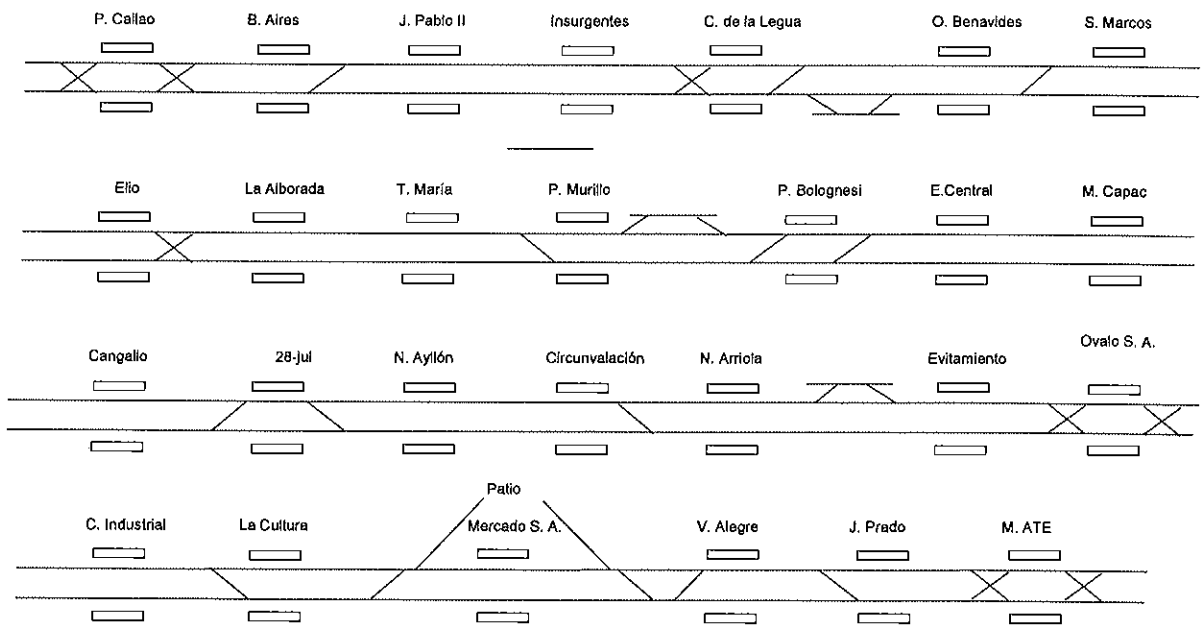 P. Callao B. Aires J. Pablo II Insurgentes C. de la Legua O. Benavides S. Marcos
Elio La Alborada T. María P. Murillo P. Bolognesi E.Central M. Capac
Cangallo 28-jul N. Ayllón Circunvalación N. Arriola Evitamiento Ovalo S. A.
Patio
C. Industrial La Cultura Mercado S. A. V. Alegre J. Prado M. ATE